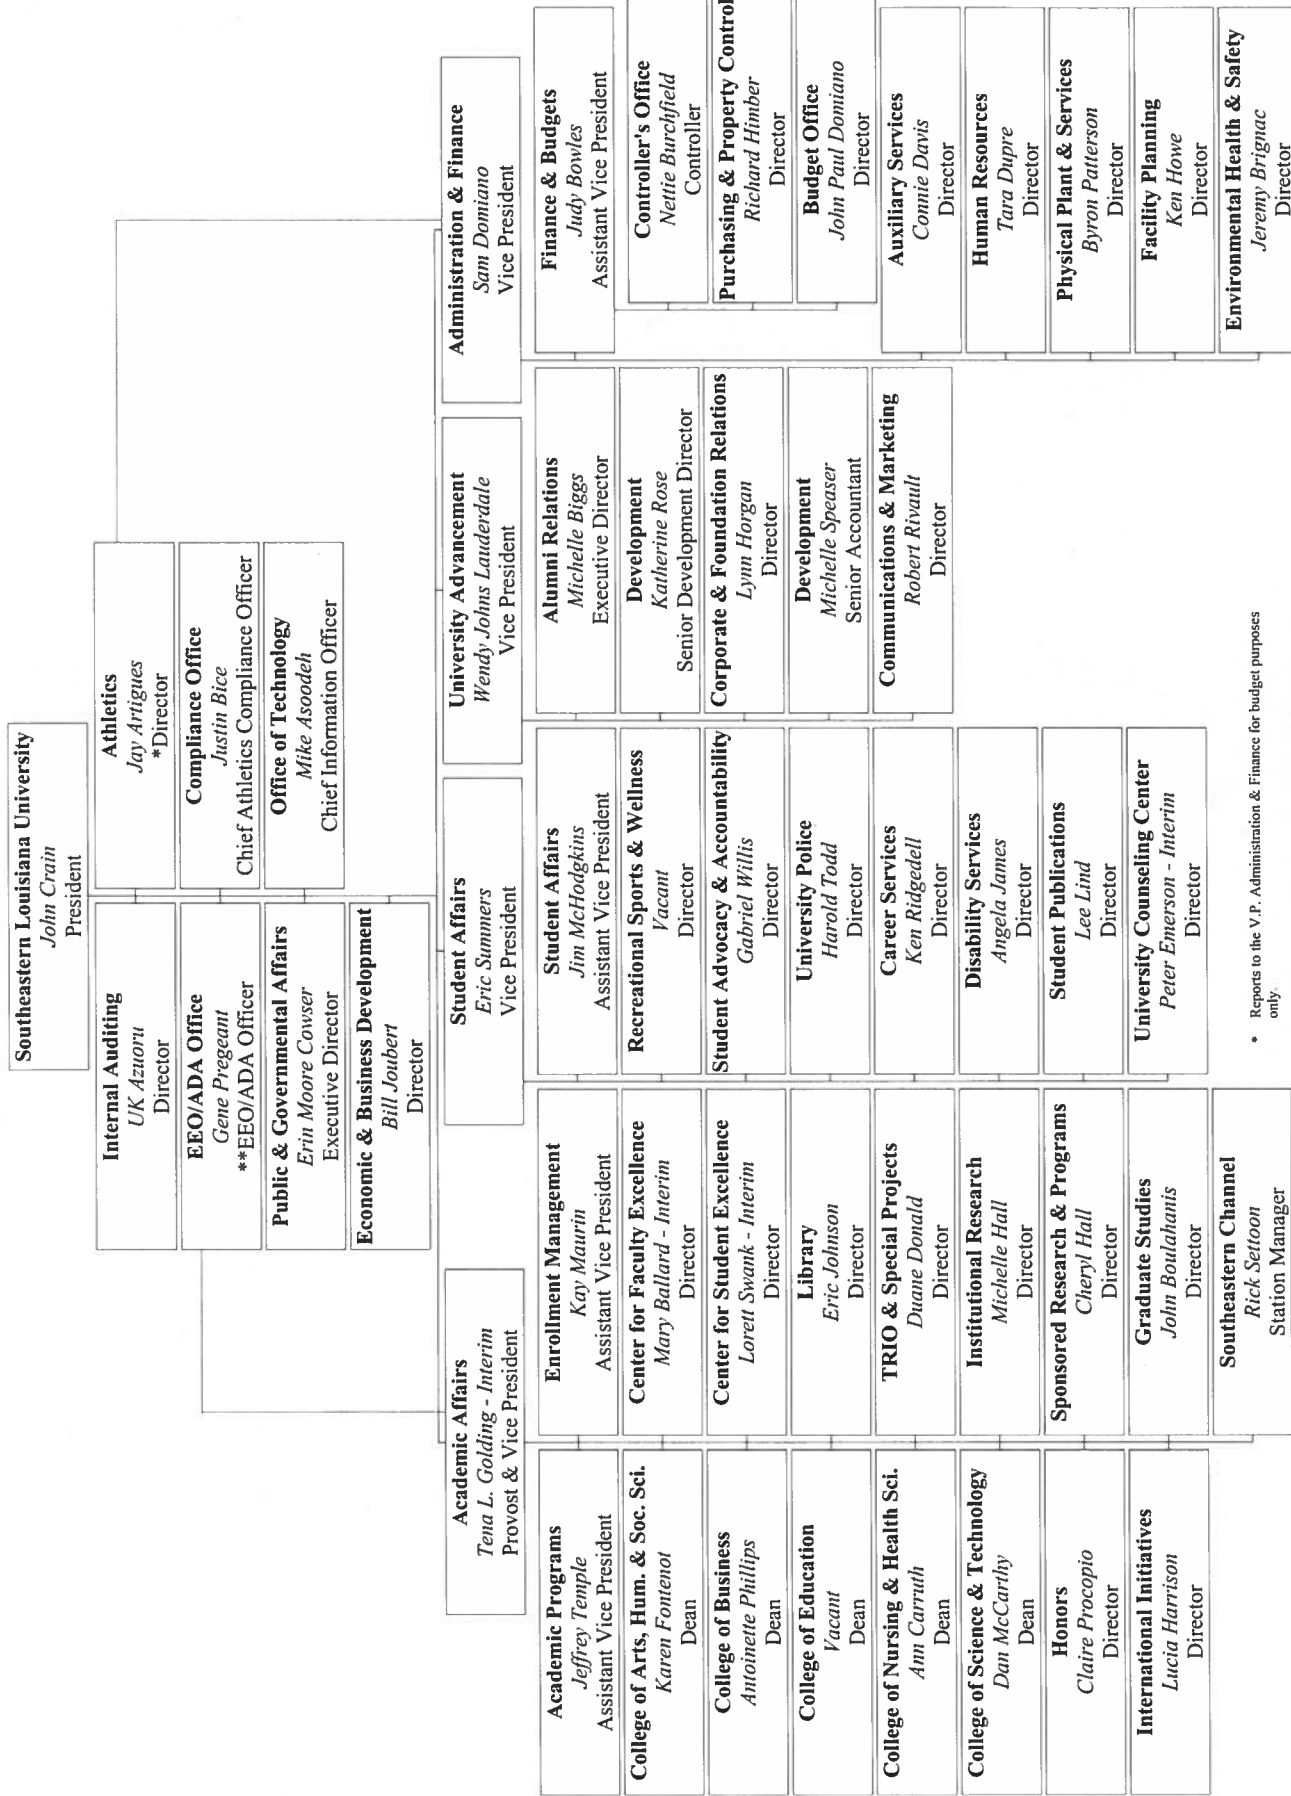 Southeastern Louisiana University
John Crain
President
Internal Auditing
UK Azuoru
Director
EEO/ADA Office
Gene Pregeant
**EEO/ADA Officer
Public & Governmental Affairs
Erin Moore Cowser
Executive Director
Economic & Business Development
Bill Joubert
Director
Athletics
Jay Artigues
*Director
Compliance Office
Justin Bice
Chief Athletics Compliance Officer
Office of Technology
Mike Asoodeh
Chief Information Officer
Academic Affairs
Tena L. Golding - Interim
Provost & Vice President
Student Affairs
Eric Summers
Vice President
University Advancement
Wendy Johns Lauderdale
Vice President
Administration & Finance
Sam Domiano
Vice President
Academic Programs
Jeffrey Temple
Assistant Vice President
College of Arts, Hum. & Soc. Sci.
Karen Fontenot
Dean
College of Business
Antoinette Phillips
Dean
College of Education
Vacant
Dean
College of Nursing & Health Sci.
Ann Carruth
Dean
College of Science & Technology
Dan McCarthy
Dean
Honors
Claire Procopio
Director
International Initiatives
Lucia Harrison
Director
Enrollment Management
Kay Maurin
Assistant Vice President
Center for Faculty Excellence
Mary Ballard - Interim
Director
Center for Student Excellence
Lorett Swank - Interim
Director
Library
Eric Johnson
Director
TRIO & Special Projects
Duane Donald
Director
Institutional Research
Michelle Hall
Director
Sponsored Research & Programs
Cheryl Hall
Director
Graduate Studies
John Boulahanis
Director
Southeastern Channel
Rick Settoon
Station Manager
Student Affairs
Jim McHodgkins
Assistant Vice President
Recreational Sports & Wellness
Vacant
Director
Student Advocacy & Accountability
Gabriel Willis
Director
University Police
Harold Todd
Director
Career Services
Ken Ridgedell
Director
Disability Services
Angela James
Director
Student Publications
Lee Lind
Director
University Counseling Center
Peter Emerson - Interim
Director
Alumni Relations
Michelle Biggs
Executive Director
Development
Katherine Rose
Senior Development Director
Corporate & Foundation Relations
Lynn Horgan
Director
Development
Michelle Speaser
Senior Accountant
Communications & Marketing
Robert Rivault
Director
Finance & Budgets
Judy Bowles
Assistant Vice President
Controller's Office
Nettie Burchfield
Controller
Purchasing & Property Control
Richard Himber
Director
Budget Office
John Paul Domiano
Director
Auxiliary Services
Connie Davis
Director
Human Resources
Tara Dupre
Director
Physical Plant & Services
Byron Patterson
Director
Facility Planning
Ken Howe
Director
Environmental Health & Safety
Jeremy Brignac
Director
* Reports to the V.P. Administration & Finance for budget purposes
only.